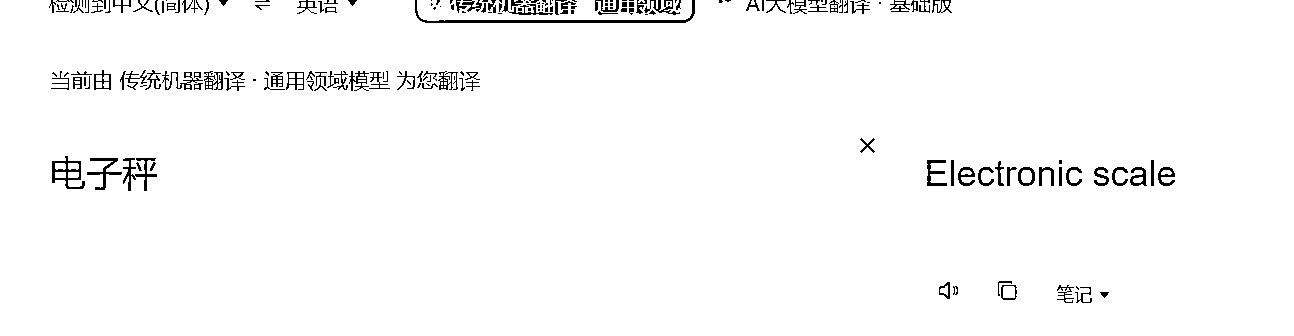 检测到中文(简体) 英语 传统机器翻译 · 通用领域 AI大模型翻译 · 基础版
当前由 传统机器翻译 · 通用领域模型 为您翻译
电子秤
Electronic scale
笔记